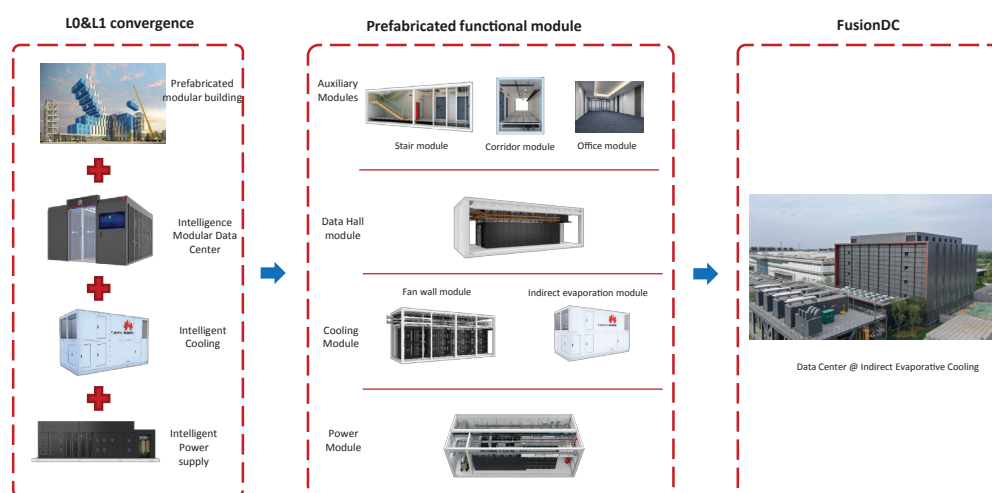 L0&L1 convergence
Prefabricated
modular building
Intelligence
Modular Data
Center
Intelligent
Cooling
Intelligent
Power
supply
Prefabricated functional module
Auxiliary
Modules
Stair module
Corridor module
Office module
Data Hall
module
Fan wall module
Indirect evaporation module
Cooling
Module
Power
Module
FusionDC
Data Center @ Indirect Evaporative Cooling